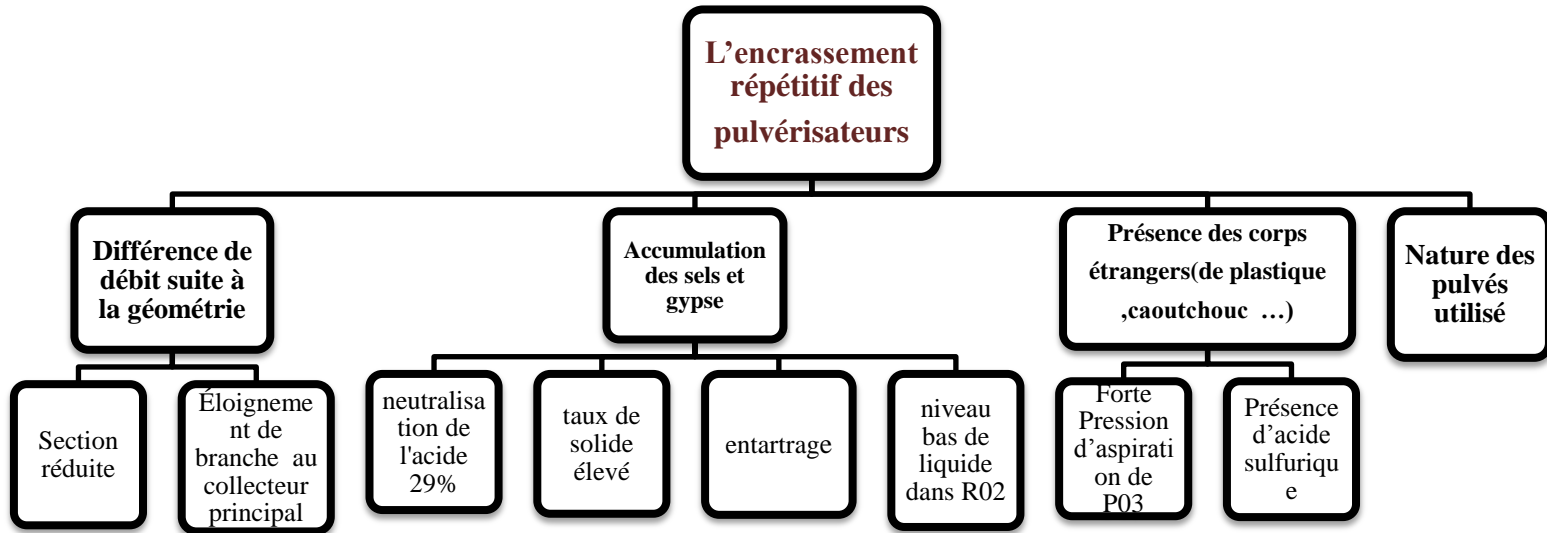 L’encrassement
répétitif des
pulvérisateurs
Différence de
débit suite à
la géométrie
Accumulation
des sels et
gypse
Présence des corps
étrangers(de plastique
,caoutchouc …)
Nature des
pulvés
utilisé
Section
réduite
Éloigneme
nt de
branche au
collecteur
principal
neutralisa
tion de
l'acide
29%
taux de
solide
élevé
entartrage
niveau
bas de
liquide
dans R02
Forte
Pression
d’aspirati
on de
P03
Présence
d’acide
sulfuriqu
e